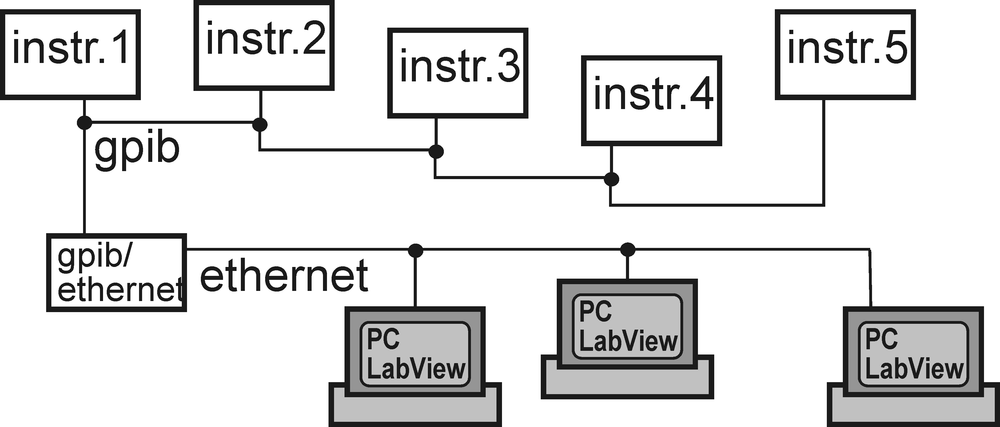 instr.1
instr.2
instr.3
instr.4
instr.5
gpib
gpib/
ethernet
ethernet
PC
LabView
PC
LabView
PC
LabView